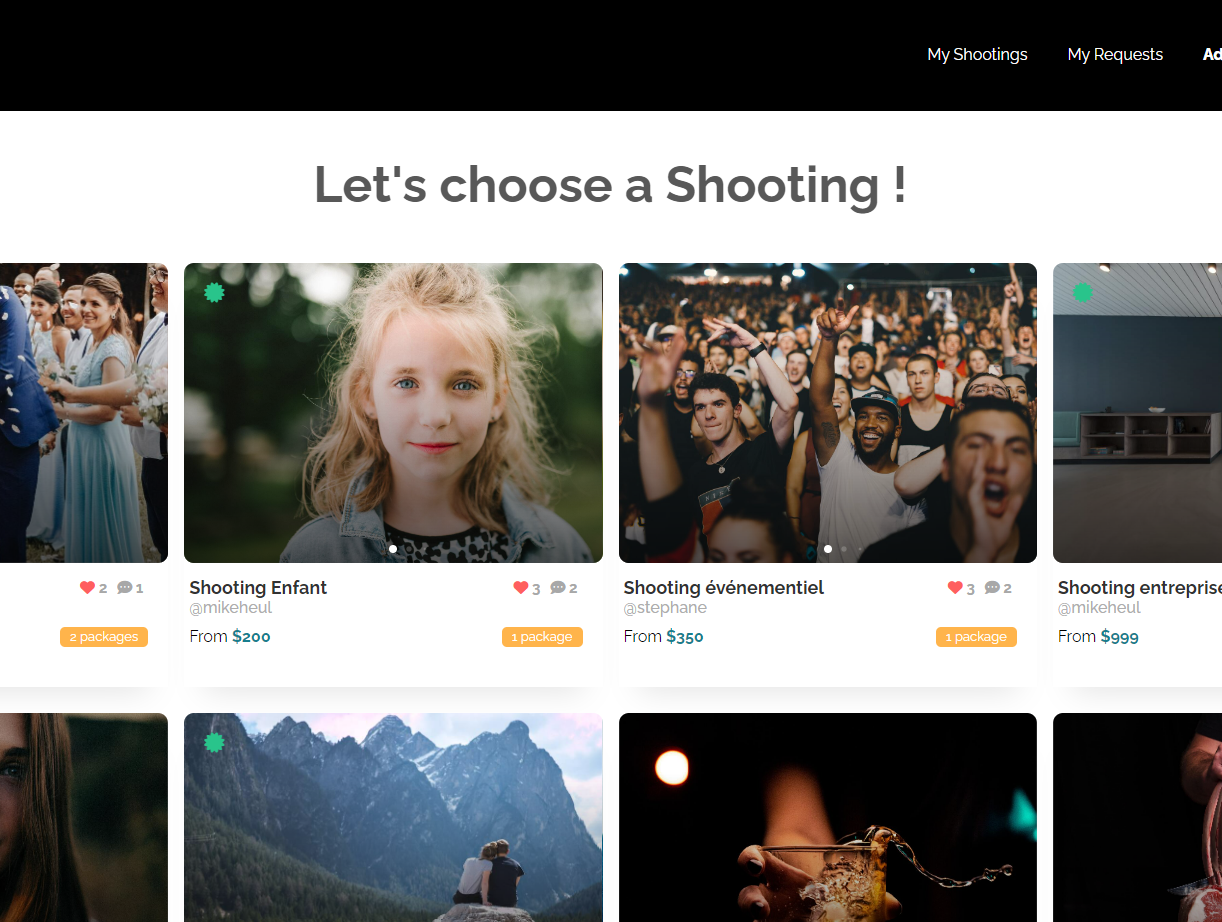 My Shootings My Requests Ad
Let's choose a Shooting !
2 1
2 packages
Shooting Enfant 3 2
@mikeheul
From $200 1 package
Shooting événementiel 3 2
@stephane
From $350 1 package
Shooting entreprise
@mikeheul
From $999